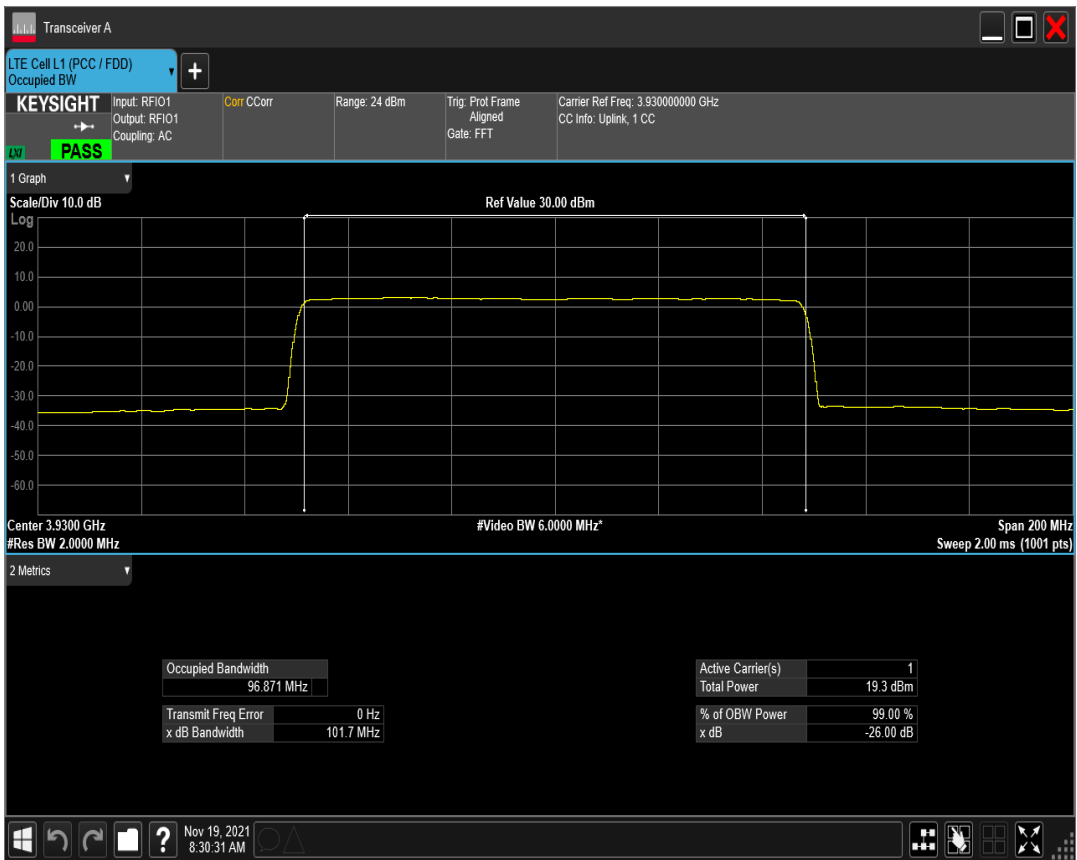 Transceiver A
LTE Cell L1 (PCC / FDD)
Occupied BW
+
KEYSIGHT
LXI
PASS
Input: RFIO1
Output: RFIO1
Coupling: AC
Corr CCorr
Range: 24 dBm
Trig: Prot Frame
Aligned
Gate: FFT
Carrier Ref Freq: 3.930000000 GHz
CC Info: Uplink, 1 CC
1 Graph
Scale/Div 10.0 dB
Ref Value 30.00 dBm
Log
20.0
10.0
0.00
-10.0
-20.0
-30.0
-40.0
-50.0
-60.0
Center 3.9300 GHz
#Video BW 6.0000 MHz*
Span 200 MHz
#Res BW 2.0000 MHz
Sweep 2.00 ms (1001 pts)
2 Metrics
Occupied Bandwidth
96.871 MHz
Transmit Freq Error 0 Hz
x dB Bandwidth 101.7 MHz
Active Carrier(s) 1
Total Power 19.3 dBm
% of OBW Power 99.00 %
x dB -26.00 dB
?
Nov 19, 2021
8:30:31 AM